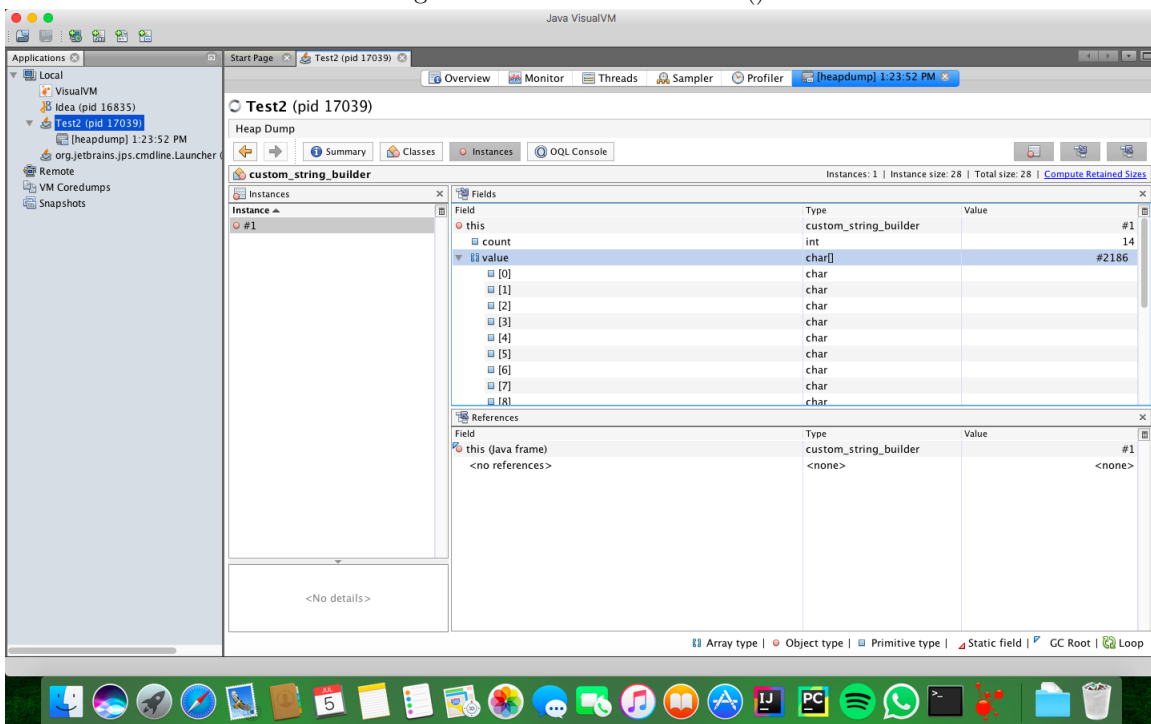 Java VisualVM
Applications
Start Page Test2 (pid 17039)
Local
VisualVM
Idea (pid 16835)
Test2 (pid 17039)
[heapdump] 1:23:52 PM
org.jetbrains.jps.cmdline.Launcher (
Remote
VM Coredumps
Snapshots
Overview Monitor Threads Sampler Profiler [heapdump] 1:23:52 PM
Test2 (pid 17039)
Heap Dump
Summary Classes Instances OQL Console
custom_string_builder Instances: 1 | Instance size: 28 | Total size: 28 | Compute Retained Sizes
Instances
Instance
#1
Fields
Field Type Value
this custom_string_builder #1
count int 14
value char[] #2186
[0] char
[1] char
[2] char
[3] char
[4] char
[5] char
[6] char
[7] char
[8] char
References
Field Type Value
this (Java frame) custom_string_builder #1
<no references> <none> <none>
<No details>
Array type | Object type | Primitive type | Static field | GC Root | Loop
JUL
5
IJ
PC